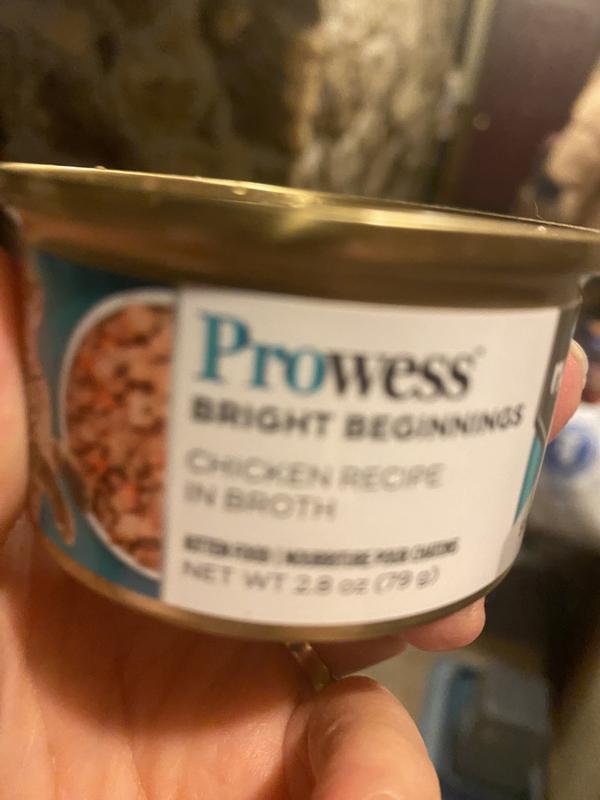 Prowess
BRIGHT BEGINNINGS
CHICKEN RECIPE
IN BROTH
KITTEN FOOD | NOURRITURE POUR CHATONS
NET WT 2.8 oz (79 g)